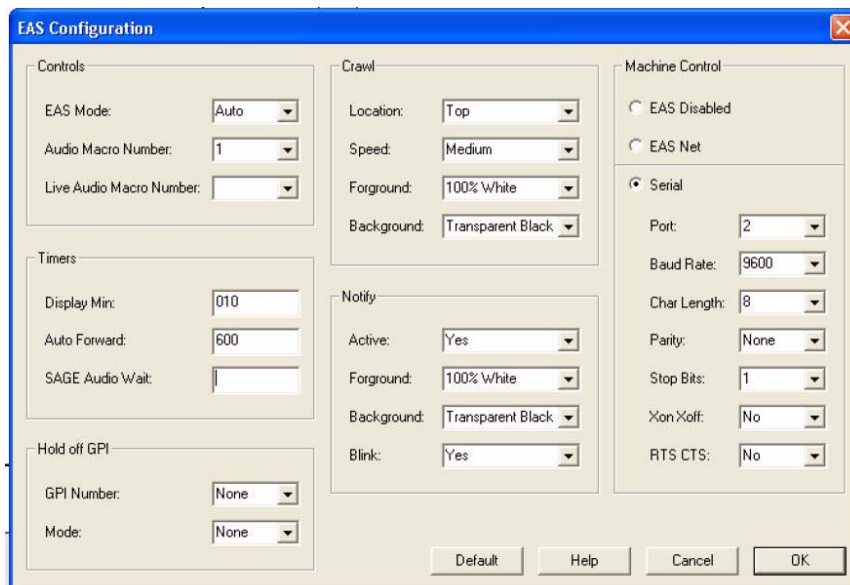 EAS Configuration
Controls
EAS Mode: Auto
Audio Macro Number: 1
Live Audio Macro Number:
Timers
Display Min: 010
Auto Forward: 600
SAGE Audio Wait:
Hold off GPI
GPI Number: None
Mode: None
Crawl
Location: Top
Speed: Medium
Forground: 100% White
Background: Transparent Black
Notify
Active: Yes
Forground: 100% White
Background: Transparent Black
Blink: Yes
Machine Control
EAS Disabled
EAS Net
Serial
Port: 2
Baud Rate: 9600
Char Length: 8
Parity: None
Stop Bits: 1
Xon Xoff: No
RTS CTS: No
Default Help Cancel OK